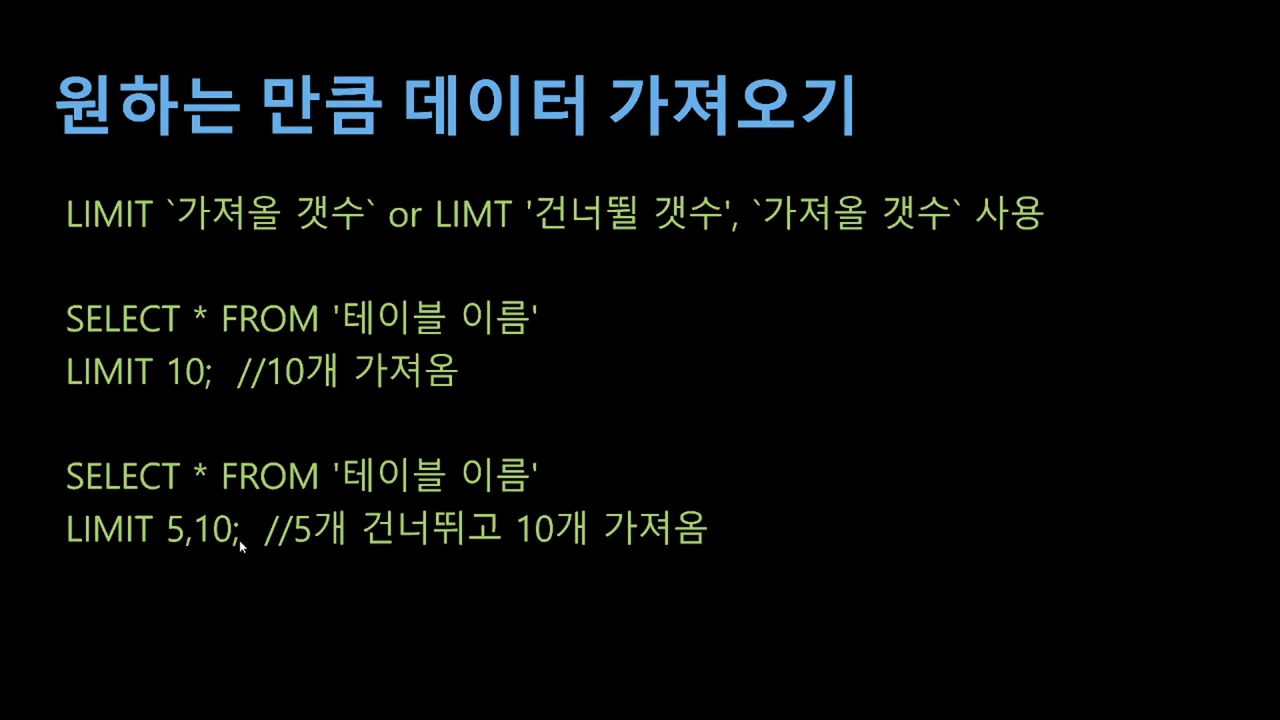 원하는 만큼 데이터 가져오기
LIMIT `가져올 갯수` or LIMT '건너뛸 갯수', `가져올 갯수` 사용
SELECT * FROM '테이블 이름'
LIMIT 10;  //10개 가져옴
SELECT * FROM '테이블 이름'
LIMIT 5,10;  //5개 건너뛰고 10개 가져옴